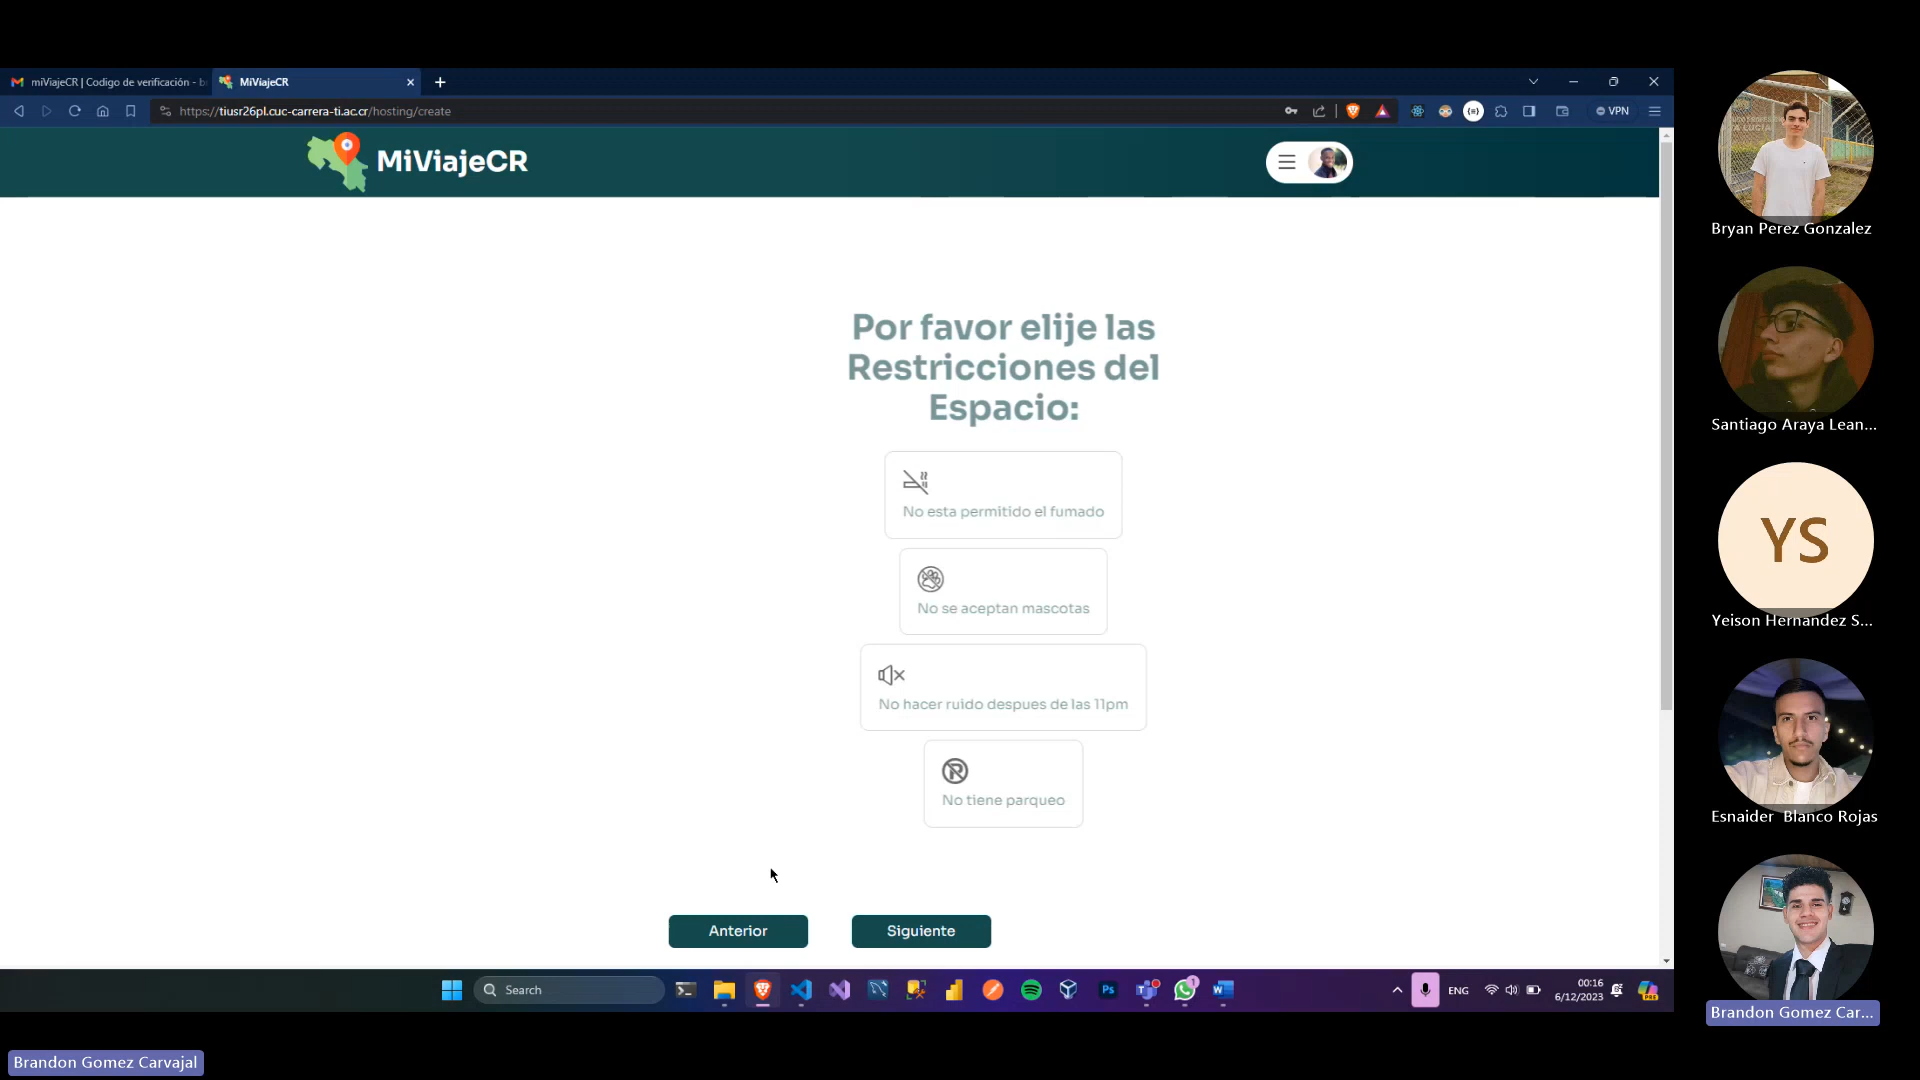 miViajeCR | Codigo de verificación - b
MiViajeCR
https://tiusr26pl.cuc-carrera-ti.ac.cr/hosting/create
VPN
MiViajeCR
Por favor elije las
Restricciones del
Espacio:
No esta permitido el fumado
No se aceptan mascotas
No hacer ruido despues de las 11pm
No tiene parqueo
Anterior
Siguiente
Search
Ps
1
ENG
00:16
6/12/2023
PRE
Bryan Perez Gonzalez
Santiago Araya Lean...
YS
Yeison Hernandez S...
Esnaider Blanco Rojas
Brandon Gomez Car...
Brandon Gomez Carvajal